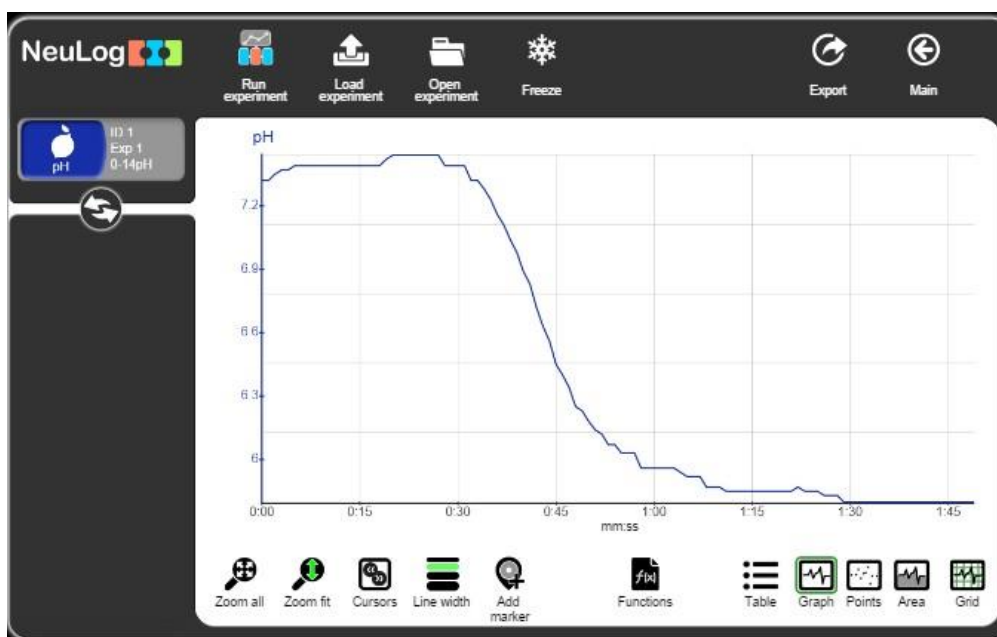 NeuLog
Run
experiment
Load
experiment
Open
experiment
Freeze
Export
Main
pH
ID 1
Exp 1
0-14pH
pH
7.2
6.9
6.6
6.3
6
0:00 0:15 0:30 0:45 1:00 1:15 1:30 1:45
mm:ss
Zoom all
Zoom fit
Cursors
Line width
Add
marker
f(x)
Functions
Table
Graph
Points
Area
Grid